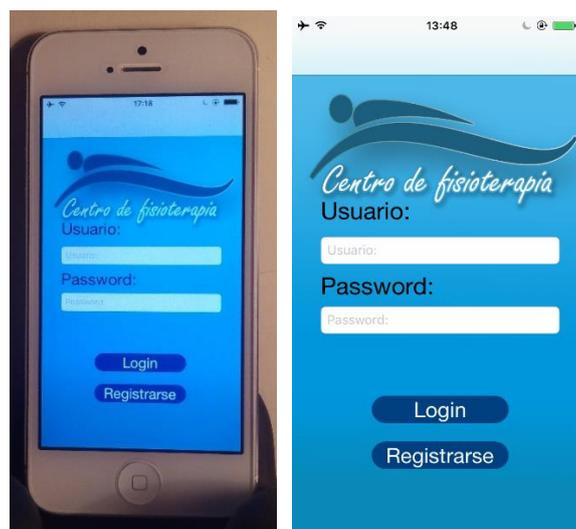 17:18
Centro de fisioterapia
Usuario:
Usuario:
Password:
Password:
Login
Registrarse
13:48
Centro de fisioterapia
Usuario:
Usuario:
Password:
Password:
Login
Registrarse